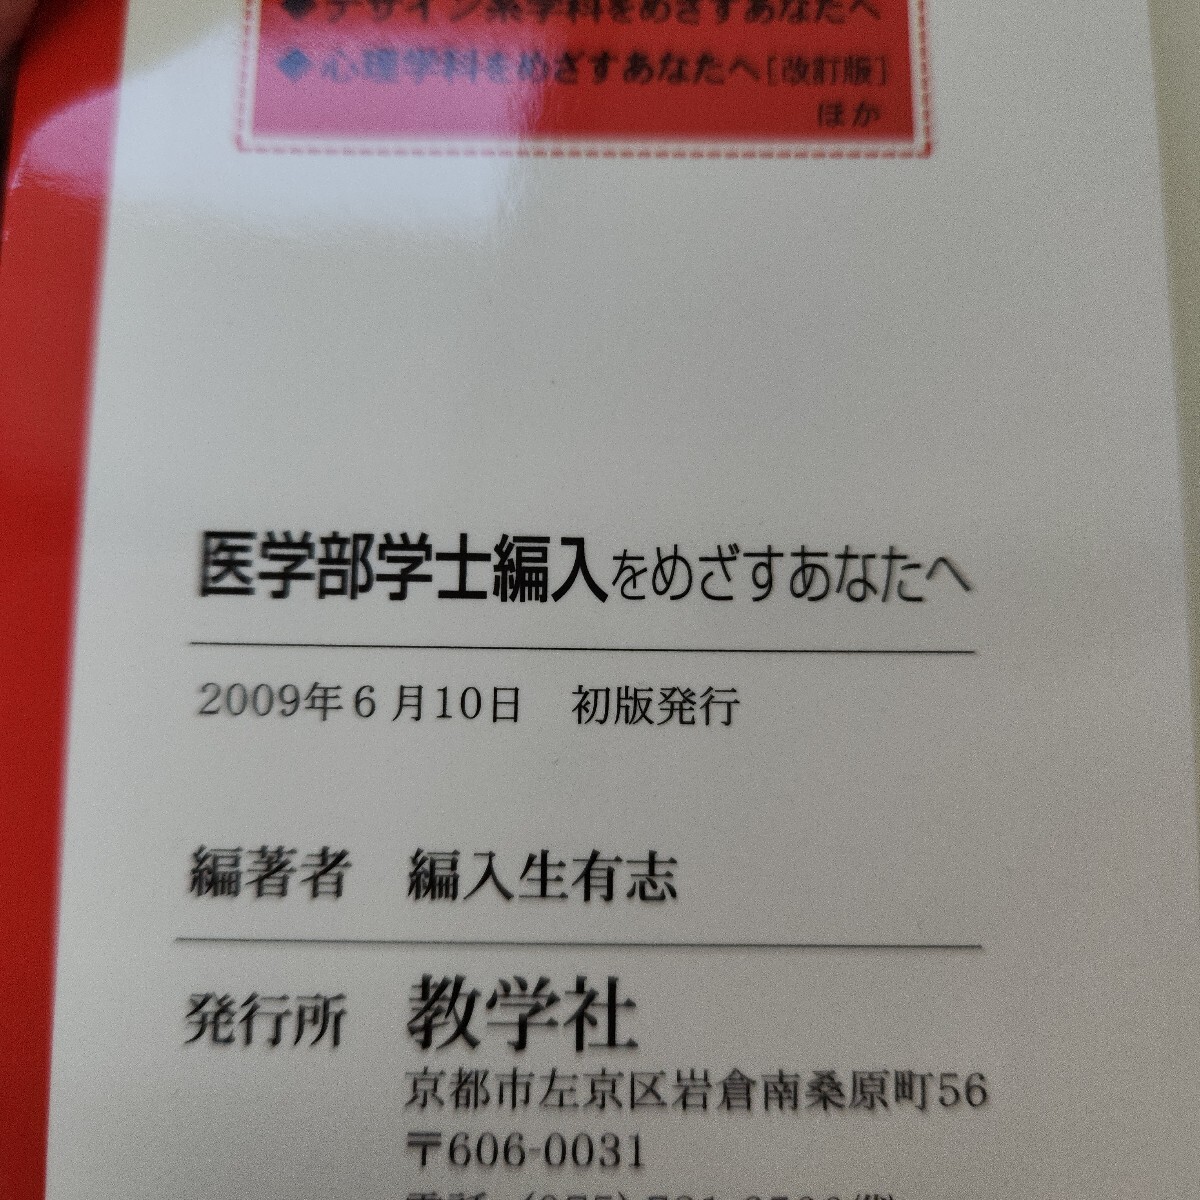 ◆デザイン系学科をめざすあなたへ
◆心理学科をめざすあなたへ[改訂版]
ほか
医学部学士編入をめざすあなたへ
2009年6月10日　初版発行
編著者　編入生有志
発行所　教学社
京都市左京区岩倉南桑原町56
〒606-0031